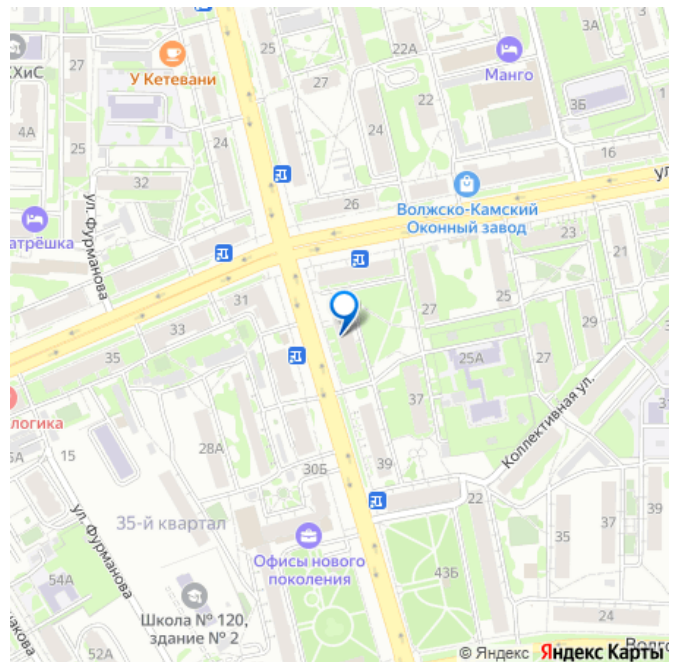 КХиС
27
У Кетевани
25
22А
27
Манго
3А
3Б
4А
25
24
22
24
32
16
ул. Фурманова
26
Волжско-Камский
Оконный завод
ул
атрёшка
23
21
31
27
25
29
33
35
25А
27
37
логика
Коллективная ул.
28А
5А
15
30Б
39
22
35-й квартал
35
37
39
ул. Фурманова
Офисы нового
поколения
54А
43Б
Школа № 120,
здание № 2
24
52А
© Яндекс Яндекс Карты